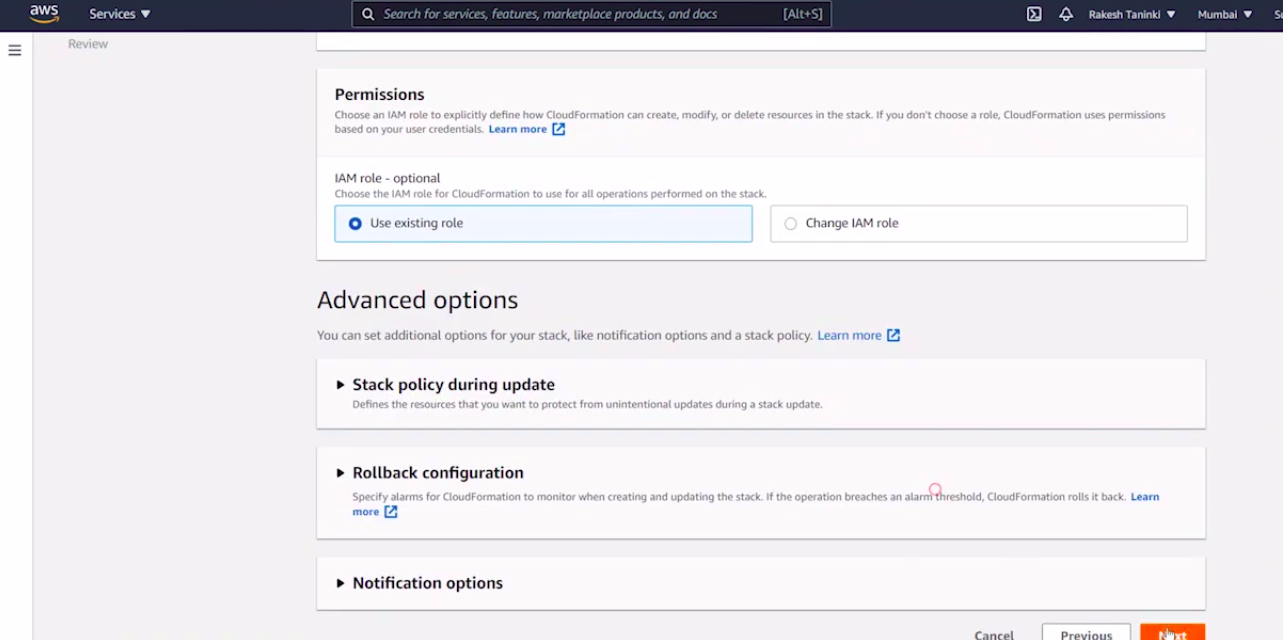 aws Services ▼ Search for services, features, marketplace products, and docs [Alt+S] Rakesh Taninki ▼ Mumbai ▼
Review
Permissions
Choose an IAM role to explicitly define how CloudFormation can create, modify, or delete resources in the stack. If you don't choose a role, CloudFormation uses permissions
based on your user credentials. Learn more
IAM role - optional
Choose the IAM role for CloudFormation to use for all operations performed on the stack.
Use existing role Change IAM role
Advanced options
You can set additional options for your stack, like notification options and a stack policy. Learn more
Stack policy during update
Defines the resources that you want to protect from unintentional updates during a stack update.
Rollback configuration
Specify alarms for CloudFormation to monitor when creating and updating the stack. If the operation breaches an alarm threshold, CloudFormation rolls it back. Learn
more
Notification options
Cancel Previous Next